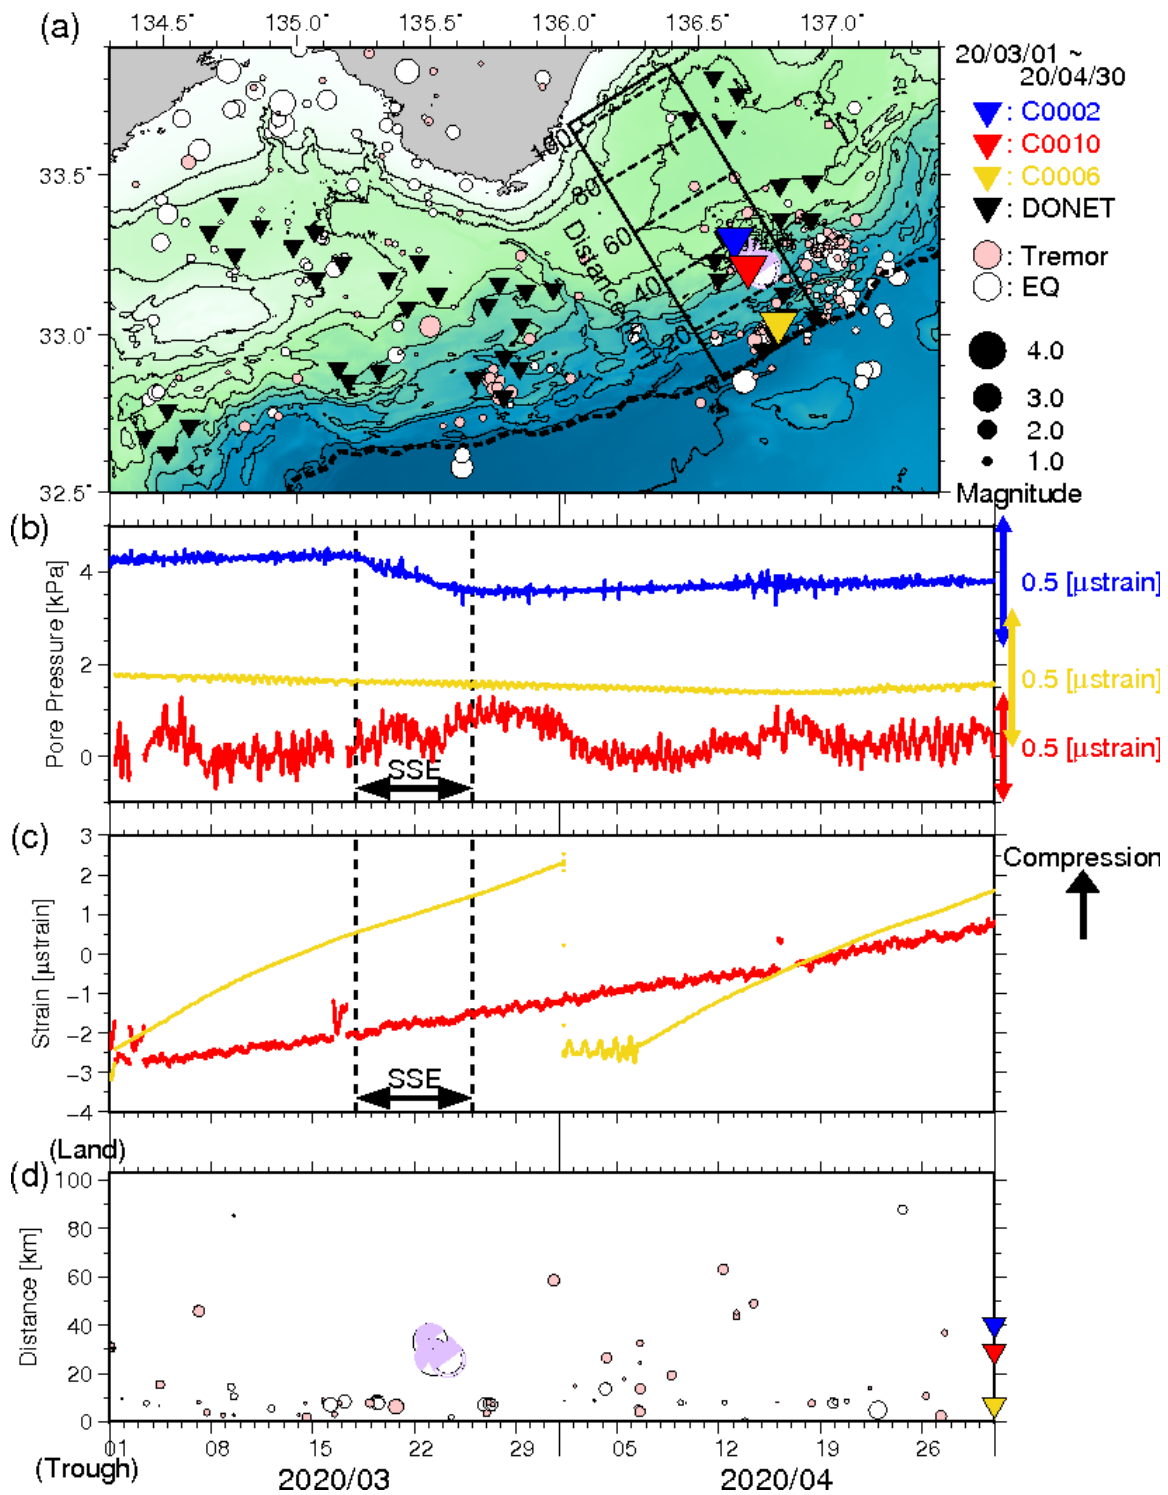 (a)
134.5° 135.0° 135.5° 136.0° 136.5° 137.0°
20/03/01 ~
20/04/30
: C0002
: C0010
: C0006
: DONET
: Tremor
: EQ
4.0
3.0
2.0
1.0
Magnitude
33.5°
33.0°
32.5°
100
80
60
40
20
0
Distance
(b)
Pore Pressure [kPa]
4
2
0
SSE
0.5 [µstrain]
0.5 [µstrain]
0.5 [µstrain]
(c)
Strain [µstrain]
3
2
1
0
−1
−2
−3
−4
SSE
Compression
(Land)
(d)
Distance [km]
100
80
60
40
20
0
(Trough)
01 08 15 22 29 05 12 19 26
2020/03 2020/04